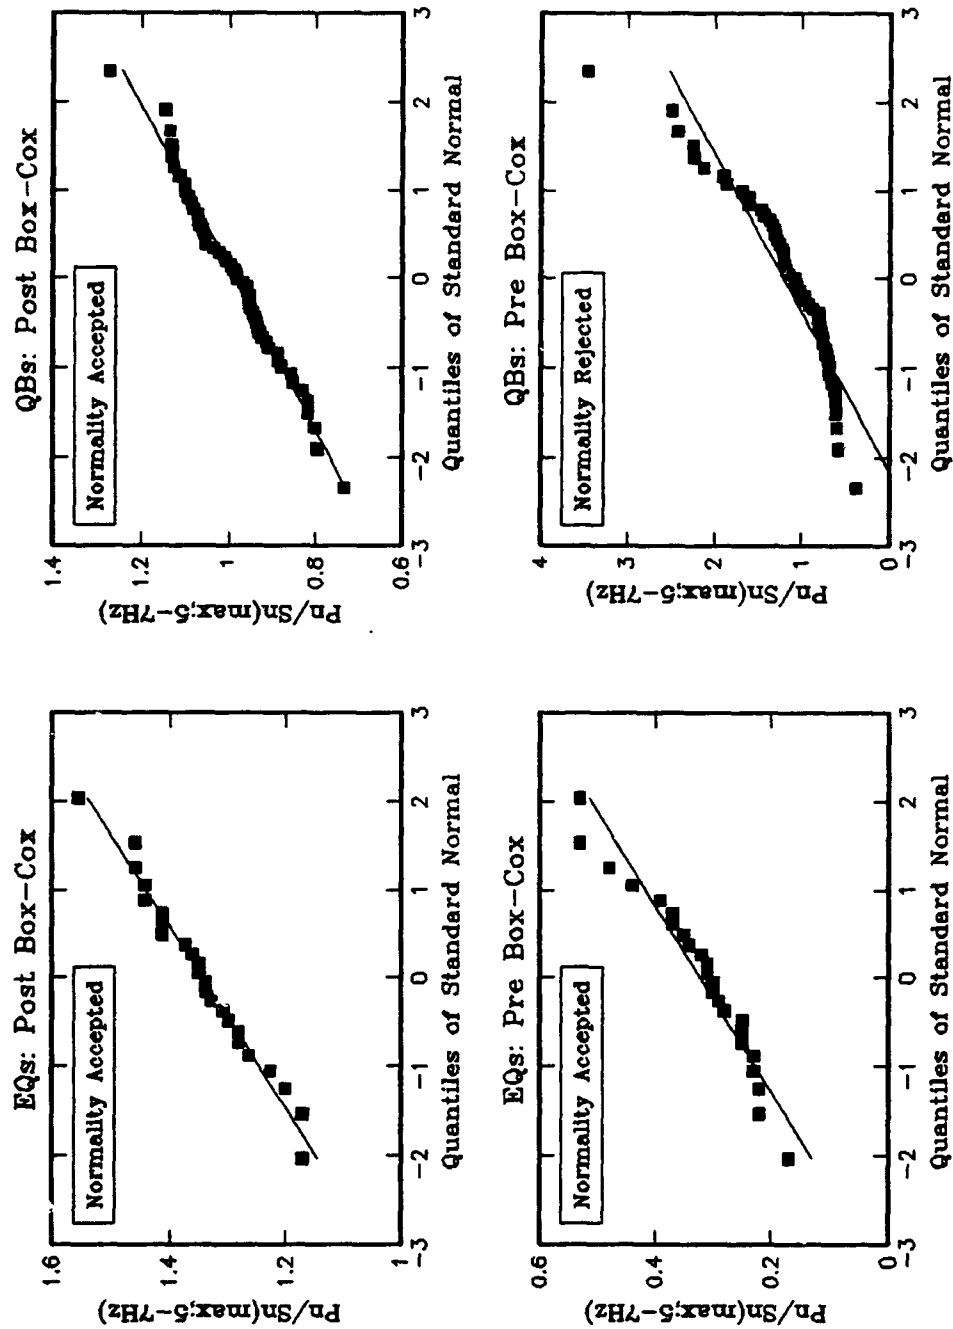 EQs: Post Box-Cox
Normality Accepted
Pn/Sn(max;5-7Hz)
1.6
1.4
1.2
1
-3 -2 -1 0 1 2 3
Quantiles of Standard Normal
QBs: Post Box-Cox
Normality Accepted
Pn/Sn(max;5-7Hz)
1.4
1.2
1
0.8
0.6
-3 -2 -1 0 1 2 3
Quantiles of Standard Normal
EQs: Pre Box-Cox
Normality Accepted
Pn/Sn(max;5-7Hz)
0.6
0.4
0.2
0
-3 -2 -1 0 1 2 3
Quantiles of Standard Normal
QBs: Pre Box-Cox
Normality Rejected
Pn/Sn(max;5-7Hz)
4
3
2
1
0
-3 -2 -1 0 1 2 3
Quantiles of Standard Normal